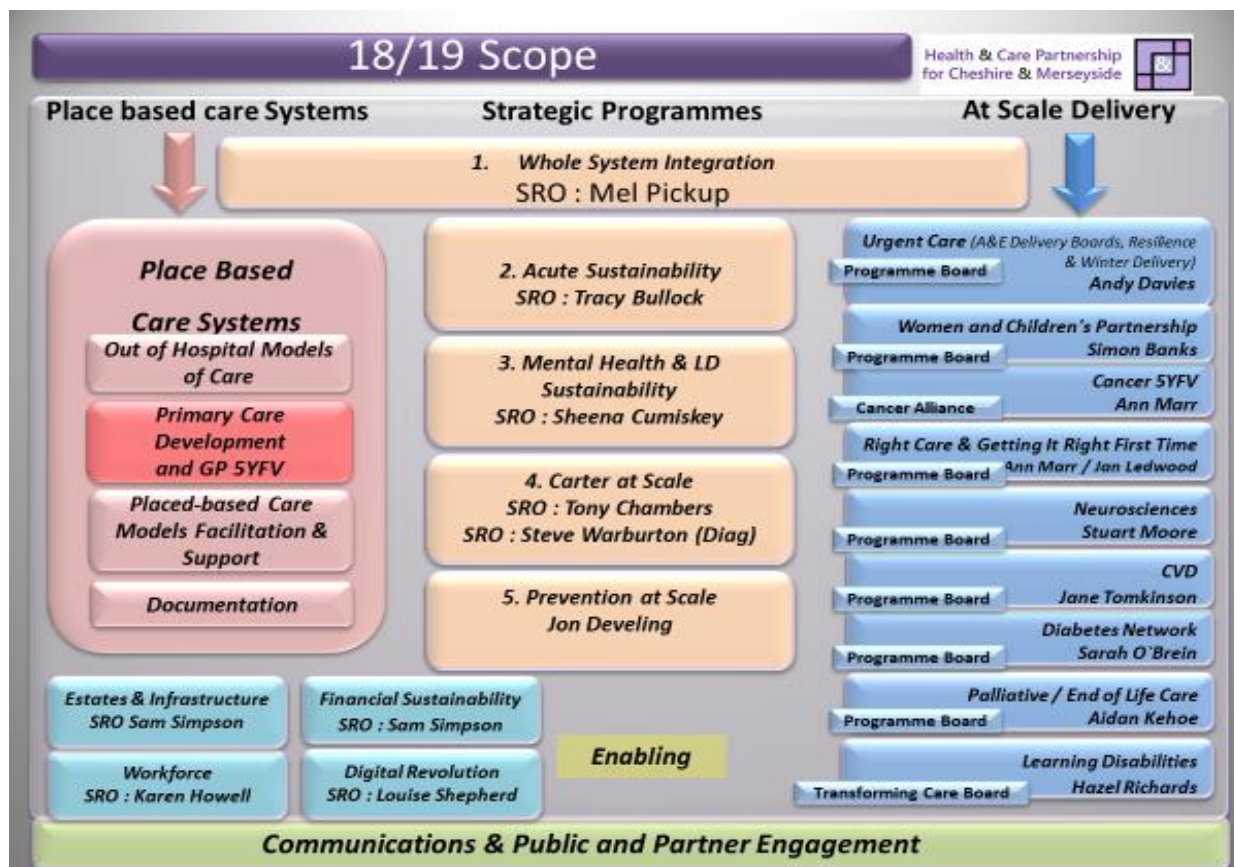 18/19 Scope
Health & Care Partnership
for Cheshire & Merseyside
&
Place based care Systems
Strategic Programmes
At Scale Delivery
1. Whole System Integration
SRO : Mel Pickup
Place Based
Care Systems
Out of Hospital Models
of Care
Primary Care
Development
and GP 5YFV
Placed-based Care
Models Facilitation &
Support
Documentation
2. Acute Sustainability
SRO : Tracy Bullock
3. Mental Health & LD
Sustainability
SRO : Sheena Cumiskey
4. Carter at Scale
SRO : Tony Chambers
SRO : Steve Warburton (Diag)
5. Prevention at Scale
Jon Develing
Urgent Care (A&E Delivery Boards, Resilience
& Winter Delivery)
Programme Board
Andy Davies
Women and Children's Partnership
Simon Banks
Programme Board
Cancer 5YFV
Ann Marr
Cancer Alliance
Right Care & Getting It Right First Time
Ann Marr / Jan Ledwood
Programme Board
Neurosciences
Stuart Moore
Programme Board
CVD
Jane Tomkinson
Programme Board
Diabetes Network
Sarah O`Brein
Programme Board
Palliative / End of Life Care
Aidan Kehoe
Programme Board
Learning Disabilities
Hazel Richards
Transforming Care Board
Estates & Infrastructure
SRO Sam Simpson
Financial Sustainability
SRO : Sam Simpson
Workforce
SRO : Karen Howell
Digital Revolution
SRO : Louise Shepherd
Enabling
Communications & Public and Partner Engagement